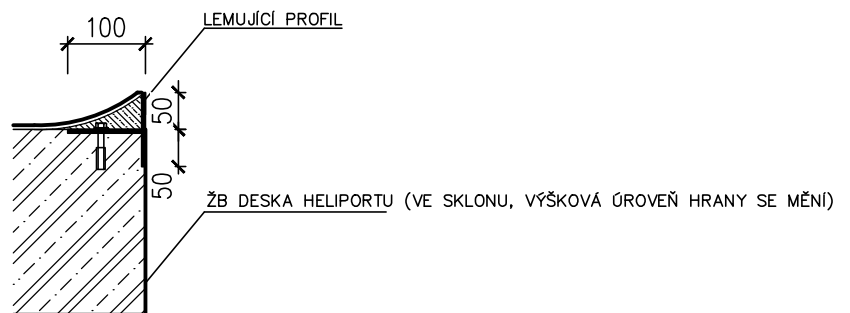 LEMUJÍCÍ PROFIL
100
50
50
ŽB DESKA HELIPORTU (VE SKLONU, VÝŠKOVÁ ÚROVEŇ HRANY SE MĚNÍ)